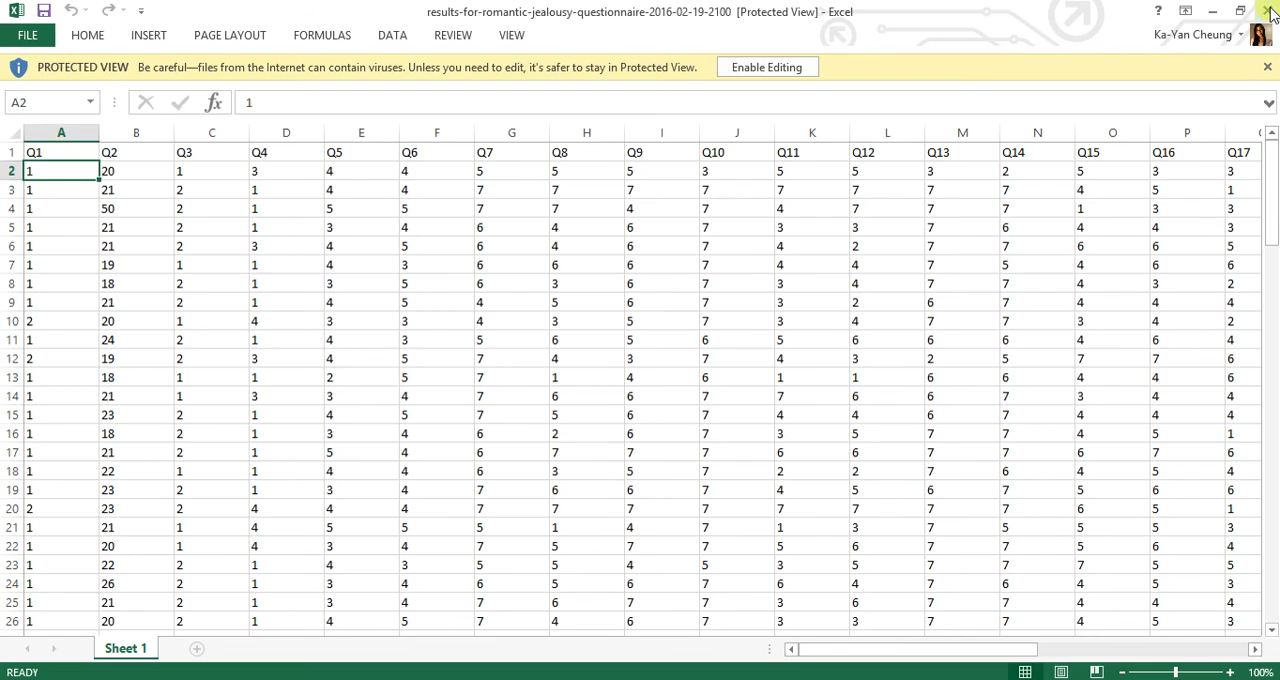 results-for-romantic-jealousy-questionnaire-2016-02-19-2100 [Protected View] - Excel
FILE HOME INSERT PAGE LAYOUT FORMULAS DATA REVIEW VIEW Ka-Yan Cheung
PROTECTED VIEW Be careful—files from the Internet can contain viruses. Unless you need to edit, it's safer to stay in Protected View. Enable Editing
A2 fx 1
A B C D E F G H I J K L M N O P
1 Q1 Q2 Q3 Q4 Q5 Q6 Q7 Q8 Q9 Q10 Q11 Q12 Q13 Q14 Q15 Q16 Q17
2 1 20 1 3 4 4 5 5 5 3 5 5 3 2 5 3 3
3 1 21 2 1 4 4 7 7 7 7 7 7 7 7 4 5 1
4 1 50 2 1 5 5 7 7 4 7 4 7 7 7 1 3 3
5 1 21 2 1 3 4 6 4 6 7 3 3 7 6 4 4 3
6 1 21 2 3 4 5 6 4 6 7 4 2 7 7 6 6 5
7 1 19 1 1 4 3 6 6 6 7 4 4 7 5 4 6 6
8 1 18 2 1 3 5 6 3 6 7 3 4 7 7 4 3 2
9 1 21 2 1 4 5 4 5 6 7 3 2 6 7 4 4 4
10 2 20 1 4 3 3 4 3 5 7 3 4 7 7 3 4 2
11 1 24 2 1 4 3 5 6 5 6 5 6 6 6 4 6 4
12 2 19 2 3 4 5 7 4 3 7 4 3 2 5 7 7 6
13 1 18 1 1 2 5 7 1 4 6 1 1 6 6 4 4 6
14 1 21 1 3 3 4 7 6 6 7 7 6 6 7 3 4 4
15 1 23 2 1 4 5 7 5 6 7 4 4 6 7 4 4 4
16 1 18 2 1 3 4 6 2 6 7 3 5 7 7 4 5 1
17 1 21 2 1 5 4 6 7 7 7 6 6 7 7 6 7 6
18 1 22 1 1 4 4 6 3 5 7 2 2 7 6 4 5 4
19 1 23 2 1 3 4 7 6 6 7 4 5 6 7 5 6 6
20 2 23 2 4 4 4 7 7 7 7 7 7 7 7 6 5 1
21 1 21 1 4 5 5 5 1 4 7 1 3 7 5 5 5 3
22 1 20 1 4 3 4 7 5 7 7 5 6 7 7 5 6 4
23 1 22 2 1 4 3 5 5 4 5 3 5 7 7 7 5 5
24 1 26 2 1 3 4 6 5 6 7 6 4 7 6 4 5 3
25 1 21 2 1 3 4 7 6 7 7 3 6 7 7 4 4 4
26 1 20 2 1 4 5 7 4 6 7 3 3 7 7 4 5 3
Sheet 1
READY 100%